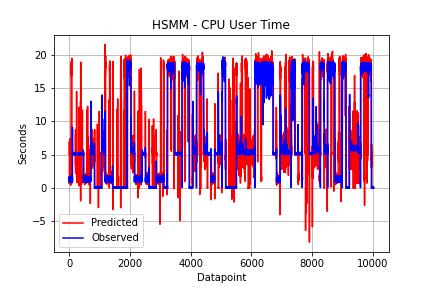 HSMM - CPU User Time
Seconds
20
15
10
5
0
−5
Predicted
Observed
0
2000
4000
6000
8000
10000
Datapoint